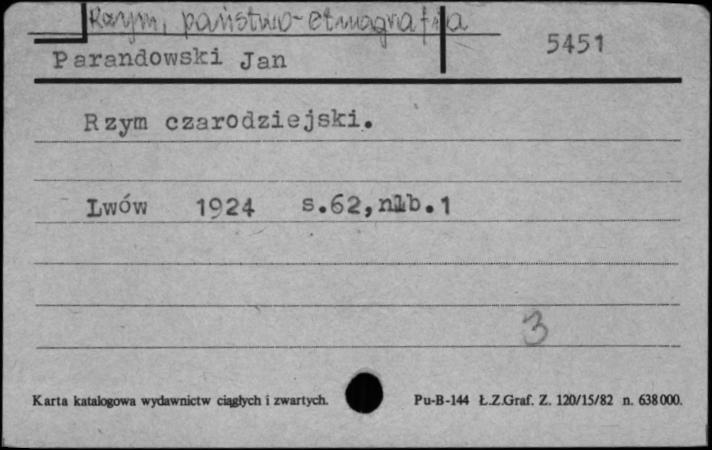 Rzym, państwo-etnografia
5451
Parandowski Jan
Rzym czarodziejski.
Lwów 1924 s.62,nlb.1
3
Karta katalogowa wydawnictw ciągłych i zwartych. Pu-B-144 Ł.Z.Graf. Z. 120/15/82 n. 638000.